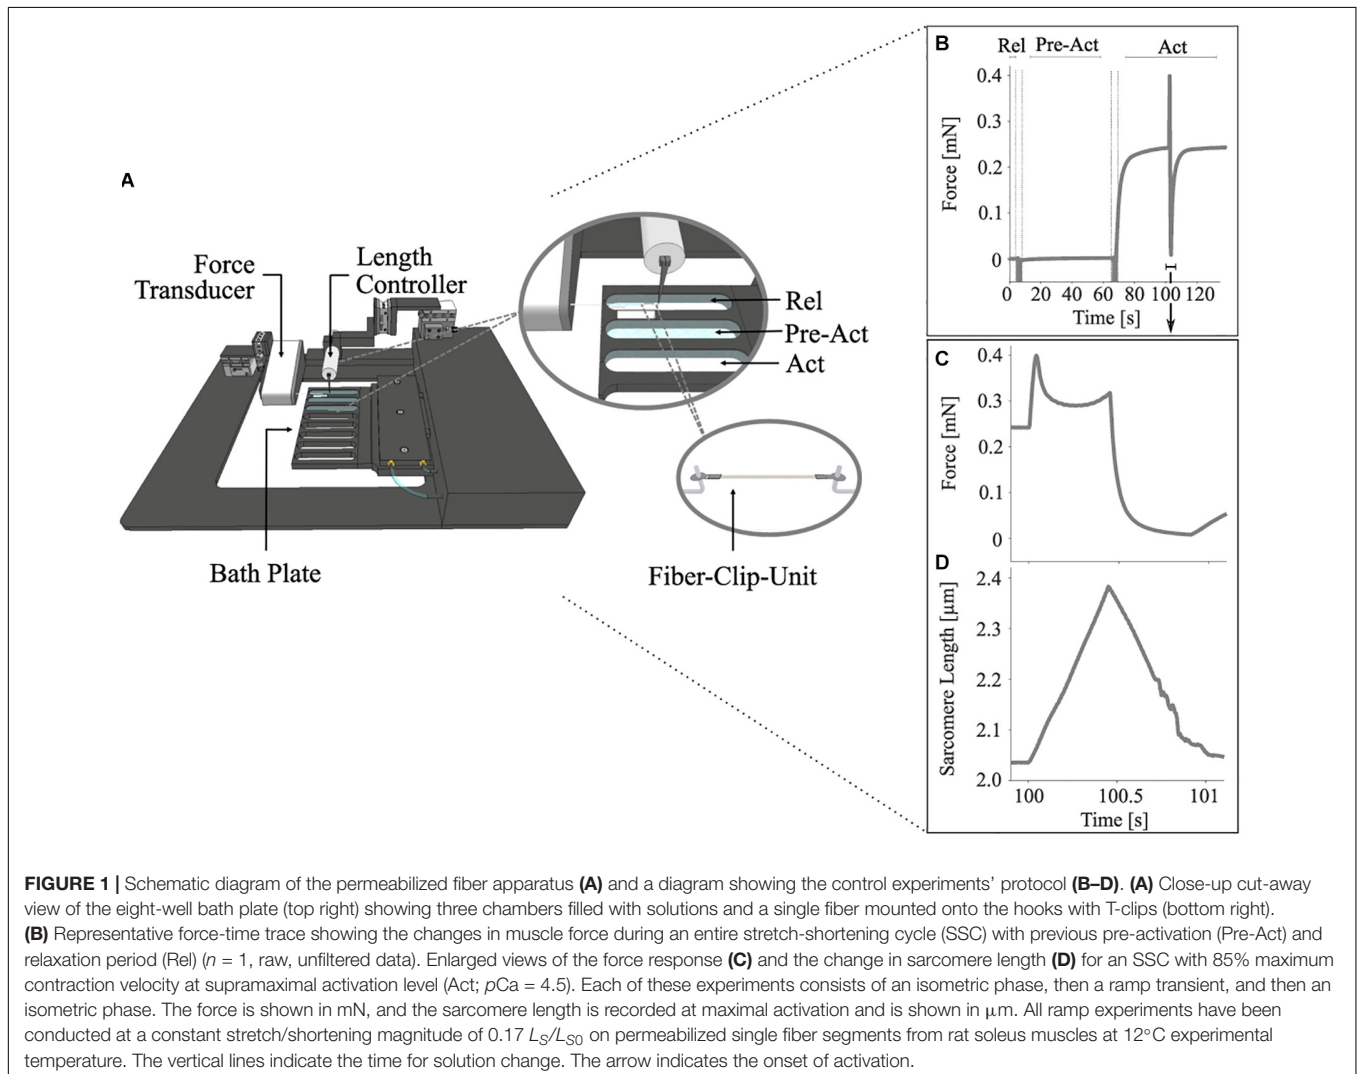 A
Force
Transducer
Length
Controller
Rel
Pre-Act
Act
Bath Plate
Fiber-Clip-Unit
B
Rel Pre-Act Act
Force [mN]
0.4
0.3
0.2
0.1
0
0 20 40 60 80 100 120
Time [s]
C
Force [mN]
0.4
0.3
0.2
0.1
0
D
Sarcomere Length [μm]
2.4
2.3
2.2
2.1
2.0
100 100.5 101
Time [s]
FIGURE 1 | Schematic diagram of the permeabilized fiber apparatus (A) and a diagram showing the control experiments’ protocol (B–D). (A) Close-up cut-away
view of the eight-well bath plate (top right) showing three chambers filled with solutions and a single fiber mounted onto the hooks with T-clips (bottom right).
(B) Representative force-time trace showing the changes in muscle force during an entire stretch-shortening cycle (SSC) with previous pre-activation (Pre-Act) and
relaxation period (Rel) (n = 1, raw, unfiltered data). Enlarged views of the force response (C) and the change in sarcomere length (D) for an SSC with 85% maximum
contraction velocity at supramaximal activation level (Act; pCa = 4.5). Each of these experiments consists of an isometric phase, then a ramp transient, and then an
isometric phase. The force is shown in mN, and the sarcomere length is recorded at maximal activation and is shown in μm. All ramp experiments have been
conducted at a constant stretch/shortening magnitude of 0.17 LS/LS0 on permeabilized single fiber segments from rat soleus muscles at 12°C experimental
temperature. The vertical lines indicate the time for solution change. The arrow indicates the onset of activation.